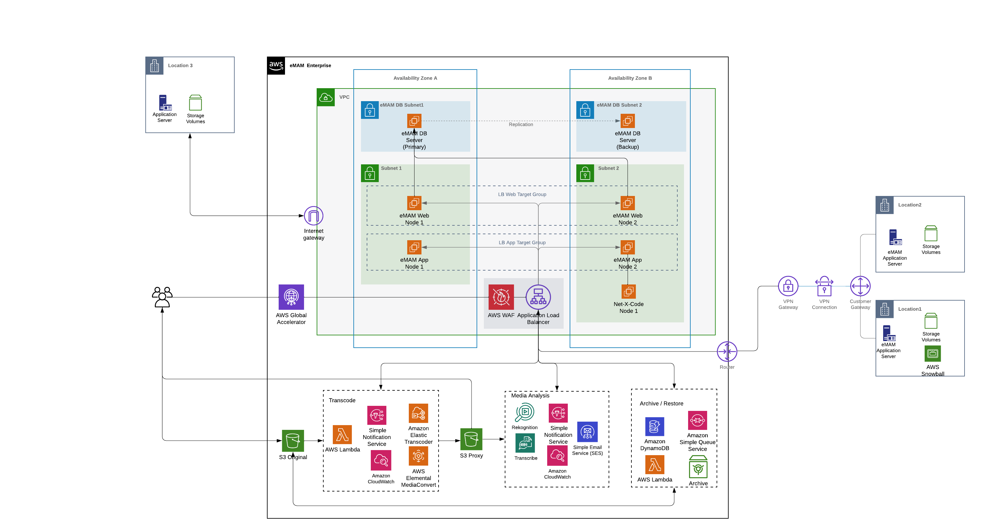 Location 3
Application
Server
Storage
Volumes
aws
eMAM Enterprise
Availability Zone A
Availability Zone B
VPC
eMAM DB Subnet1
eMAM DB
Server
(Primary)
Replication
eMAM DB Subnet 2
eMAM DB
Server
(Backup)
Subnet 1
Subnet 2
LB Web Target Group
eMAM Web
Node 1
eMAM Web
Node 2
LB App Target Group
eMAM App
Node 1
eMAM App
Node 2
Net-X-Code
Node 1
Internet
gateway
AWS Global
Accelerator
AWS WAF
Application Load
Balancer
Router
VPN
Gateway
VPN
Connection
Customer
Gateway
Location2
eMAM
Application
Server
Storage
Volumes
Location1
Storage
Volumes
eMAM
Application
Server
AWS
Snowball
S3 Original
Transcode
AWS Lambda
Simple
Notification
Service
Amazon
CloudWatch
Amazon
Elastic
Transcoder
AWS
Elemental
MediaConvert
S3 Proxy
Media Analysis
Rekognition
Transcribe
Simple
Notification
Service
Amazon
CloudWatch
Simple Email
Service (SES)
Archive / Restore
Amazon
DynamoDB
AWS Lambda
Amazon
Simple Queue
Service
Archive